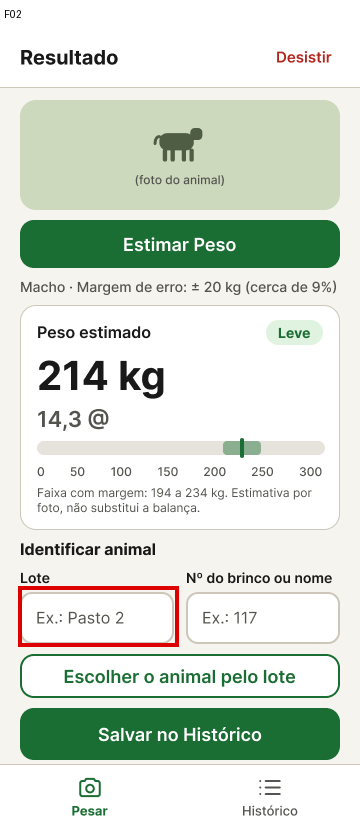 F02
Resultado
Desistir
(foto do animal)
Estimar Peso
Macho · Margem de erro: ± 20 kg (cerca de 9%)
Peso estimado
Leve
214 kg
14,3 @
0 50 100 150 200 250 300
Faixa com margem: 194 a 234 kg. Estimativa por
foto, não substitui a balança.
Identificar animal
Lote
Nº do brinco ou nome
Ex.: Pasto 2
Ex.: 117
Escolher o animal pelo lote
Salvar no Histórico
Pesar
Histórico